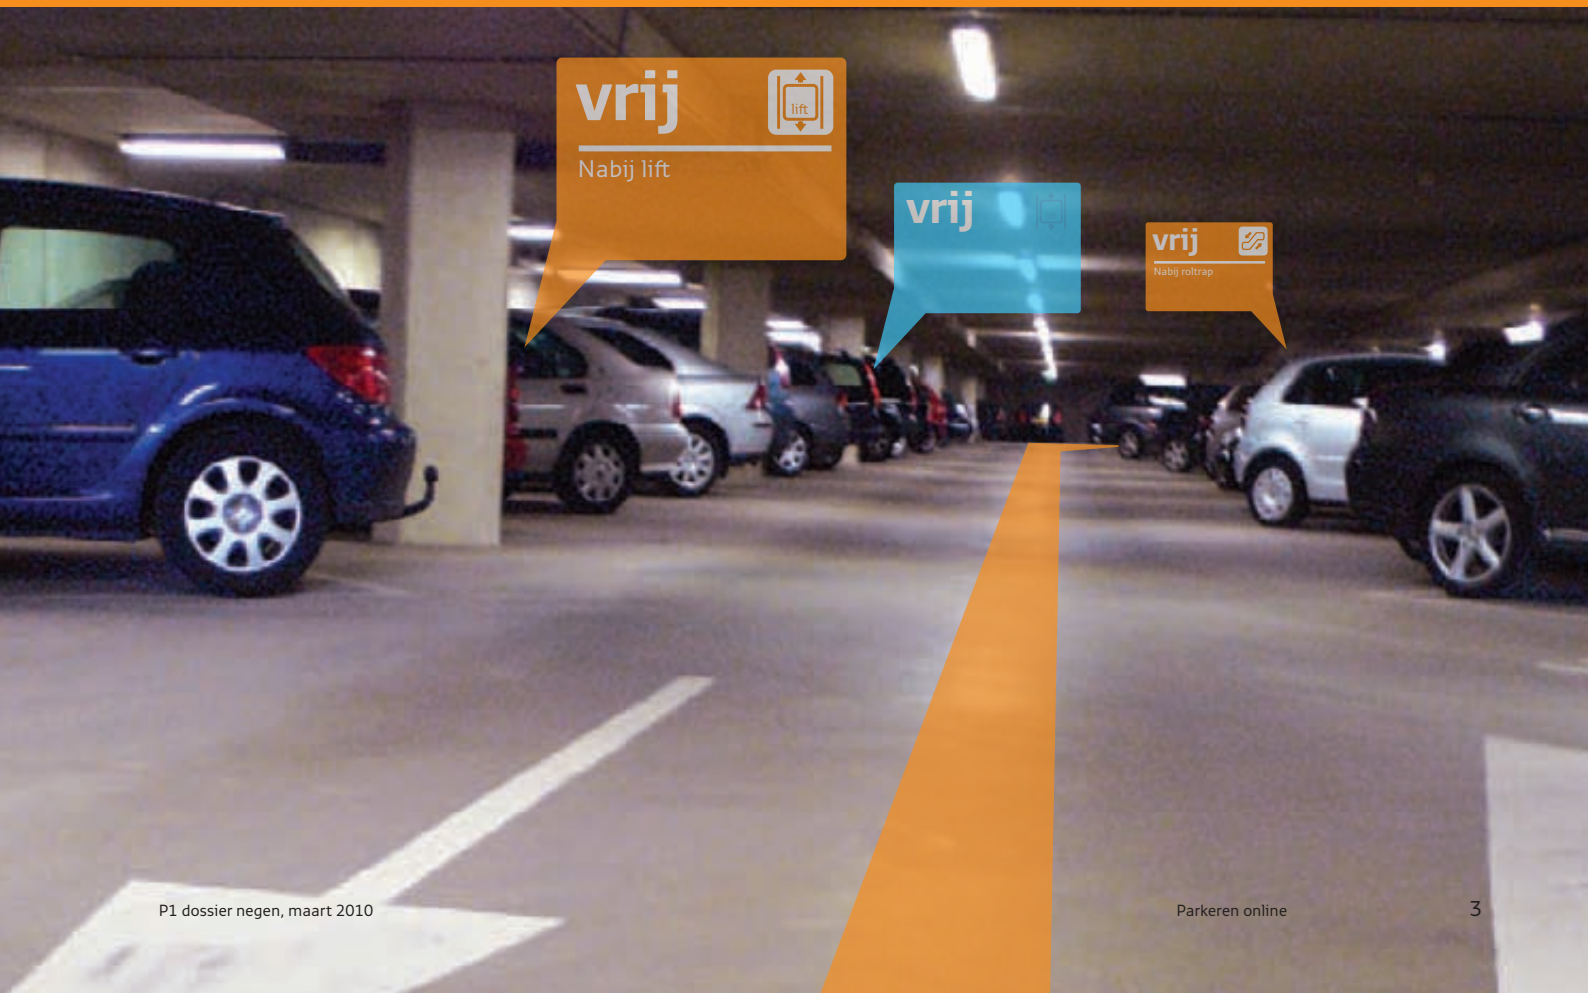 vrij
lift
Nabij lift
vrij
vrij
Nabij roltrap
P1 dossier negen, maart 2010
Parkeren online
3